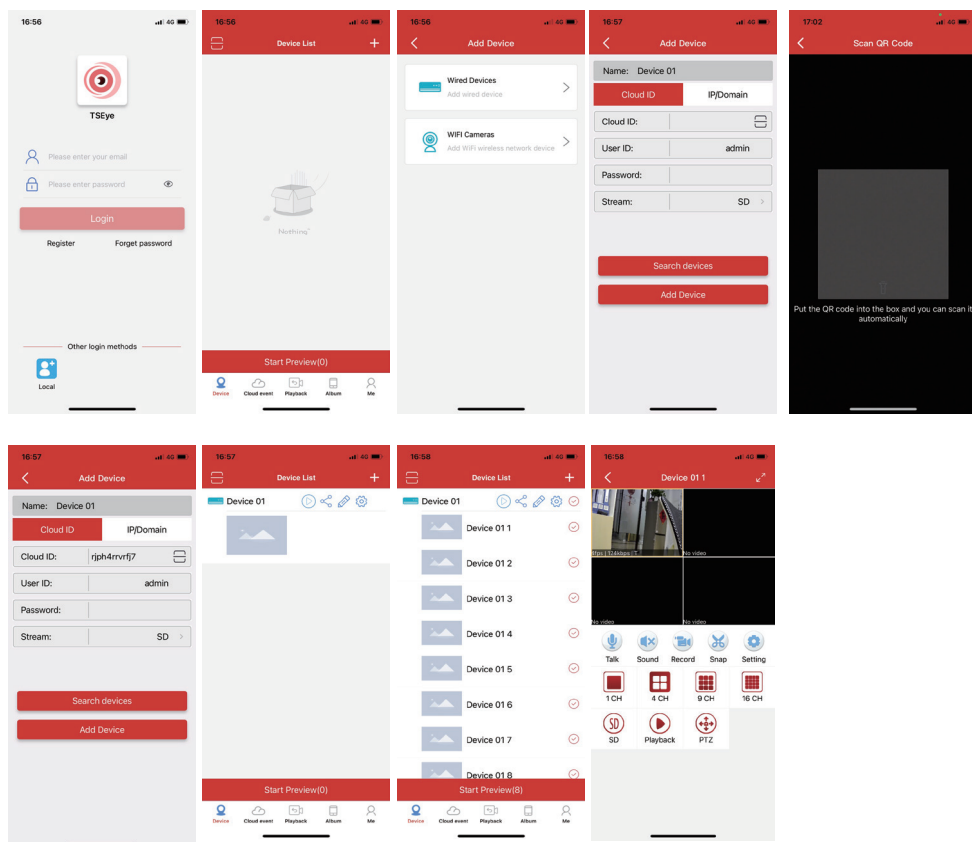 16:56
4G
TSEye
Please enter your email
Please enter password
Login
Register
Forget password
Other login methods
Local
16:56
4G
Device List
+
Nothing~
Start Preview(0)
Device
Cloud event
Playback
Album
Me
16:56
4G
Add Device
Wired Devices
Add wired device
WIFI Cameras
Add WiFi wireless network device
16:57
4G
Add Device
Name: Device 01
Cloud ID
IP/Domain
Cloud ID:
User ID: admin
Password:
Stream: SD
Search devices
Add Device
17:02
4G
Scan QR Code
Put the QR code into the box and you can scan it
automatically
16:57
4G
Add Device
Name: Device 01
Cloud ID
IP/Domain
Cloud ID: rjph4rrvrfj7
User ID: admin
Password:
Stream: SD
Search devices
Add Device
16:57
4G
Device List
+
Device 01
Start Preview(0)
Device
Cloud event
Playback
Album
Me
16:58
4G
Device List
+
Device 01
Device 01 1
Device 01 2
Device 01 3
Device 01 4
Device 01 5
Device 01 6
Device 01 7
Device 01 8
Start Preview(8)
Device
Cloud event
Playback
Album
Me
16:58
4G
Device 01 1
No video
No video
No video
Talk
Sound
Record
Snap
Setting
1 CH
4 CH
9 CH
16 CH
SD
SD
Playback
PTZ